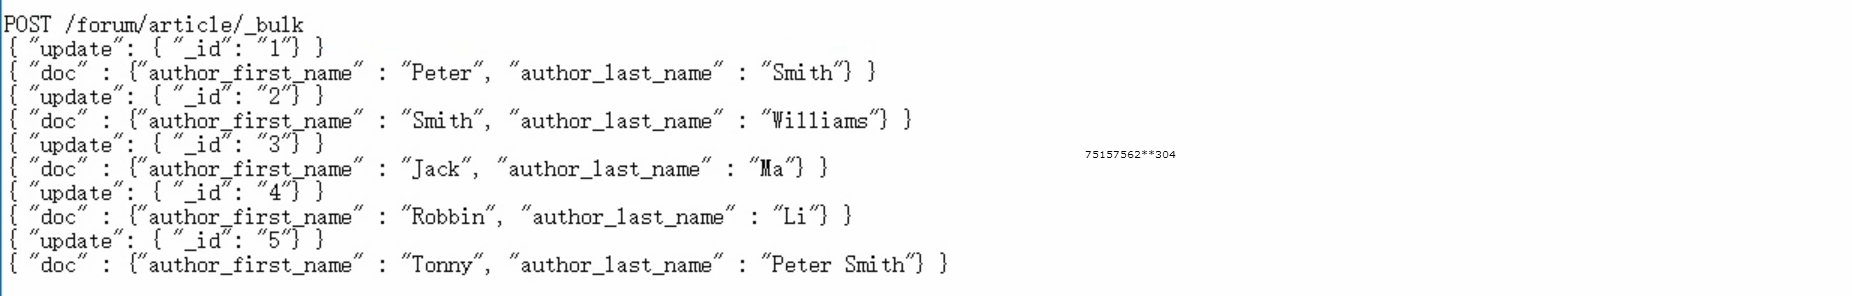 POST /forum/article/_bulk
{ "update": { "_id": "1"} }
{ "doc" : {"author_first_name" : "Peter", "author_last_name" : "Smith"} }
{ "update": { "_id": "2"} }
{ "doc" : {"author_first_name" : "Smith", "author_last_name" : "Williams"} }
{ "update": { "_id": "3"} }
{ "doc" : {"author_first_name" : "Jack", "author_last_name" : "Ma"} }
75157562**304
{ "update": { "_id": "4"} }
{ "doc" : {"author_first_name" : "Robbin", "author_last_name" : "Li"} }
{ "update": { "_id": "5"} }
{ "doc" : {"author_first_name" : "Tonny", "author_last_name" : "Peter Smith"} }